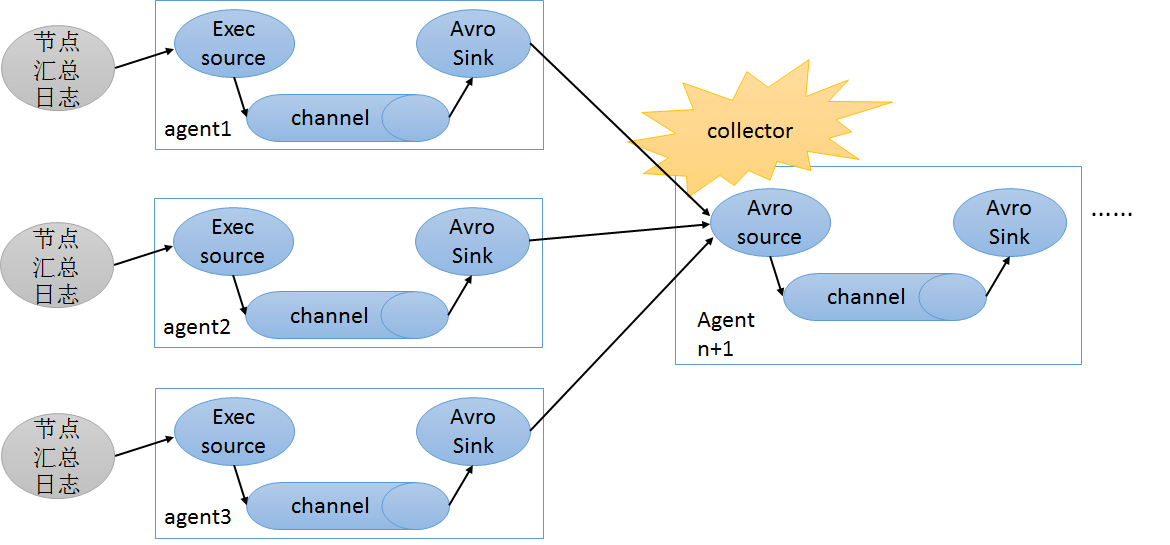 节点
汇总
日志
Exec
source
channel
Avro
Sink
agent1
节点
汇总
日志
Exec
source
channel
Avro
Sink
agent2
节点
汇总
日志
Exec
source
channel
Avro
Sink
agent3
collector
Avro
source
channel
Avro
Sink
Agent
n+1
……